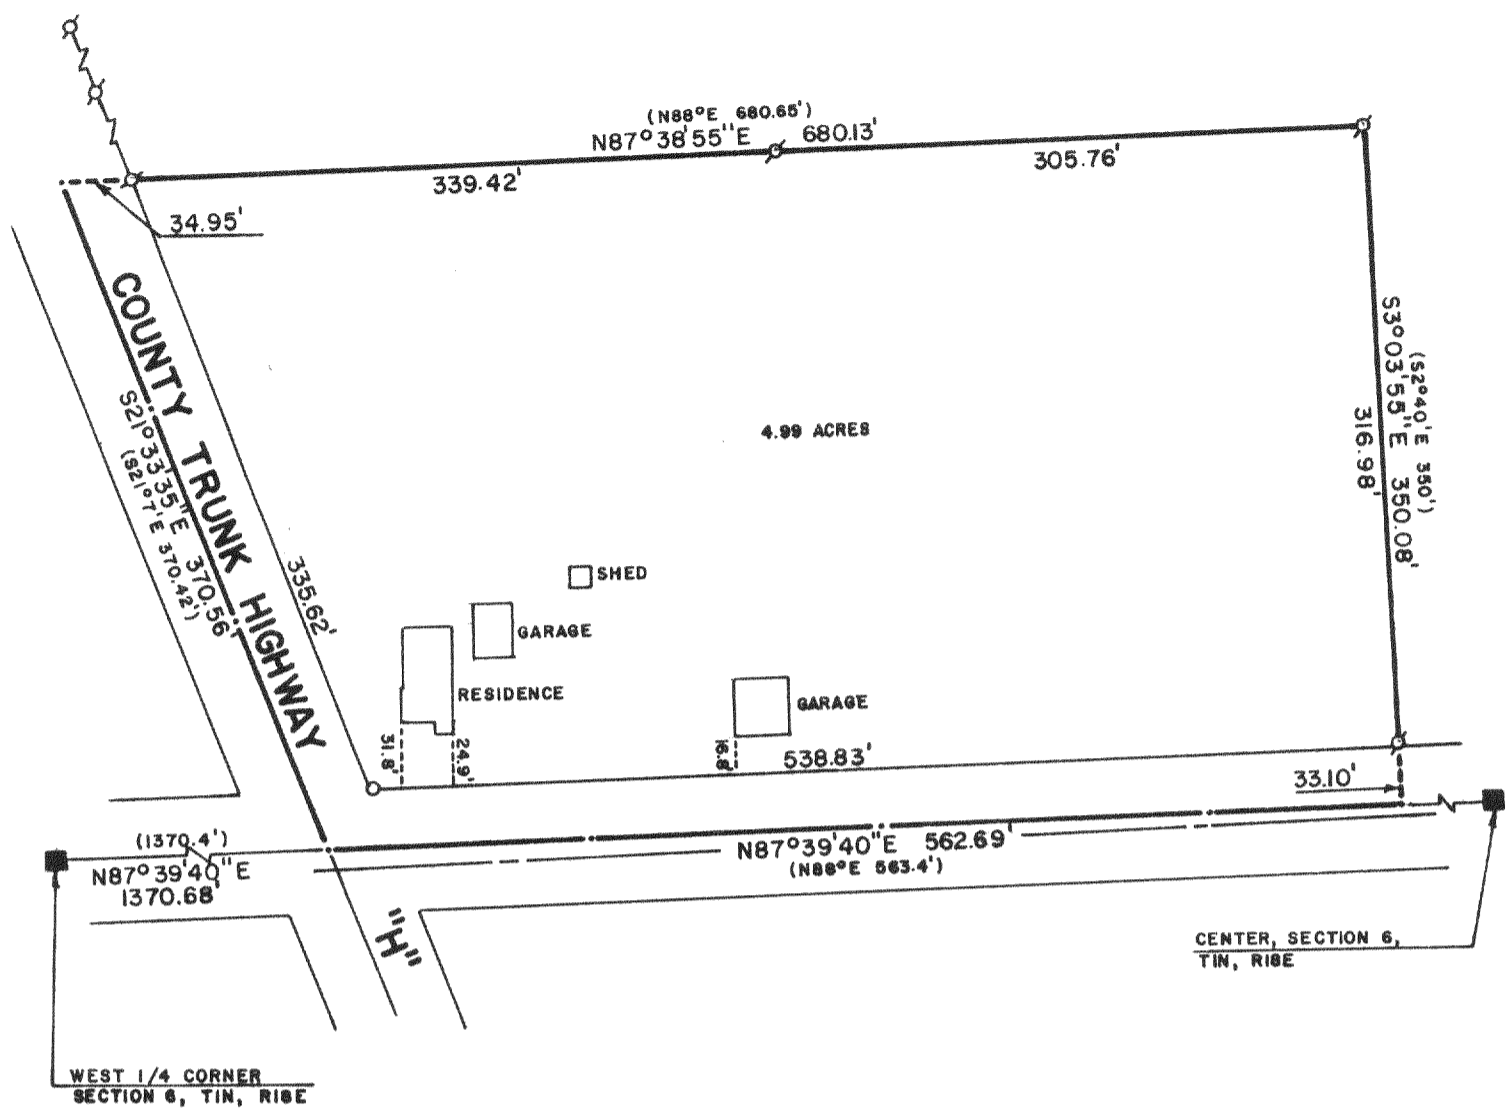 (N88°E 680.65')
N87°38'55"E 680.13'
339.42'
305.76'
34.95'
COUNTY TRUNK HIGHWAY
S21°33'35"E 370.56'
(S21°7'E 370.42')
335.62'
S3°03'55"E 350.08'
(S2°40'E 350')
316.98'
4.99 ACRES
SHED
GARAGE
RESIDENCE
GARAGE
31.8'
24.9'
16.8'
538.83'
33.10'
(1370.4')
N87°39'40"E
1370.68'
N87°39'40"E 562.69'
(N88°E 563.4')
"H"
CENTER, SECTION 6,
T1N, R18E
WEST 1/4 CORNER
SECTION 6, T1N, R18E